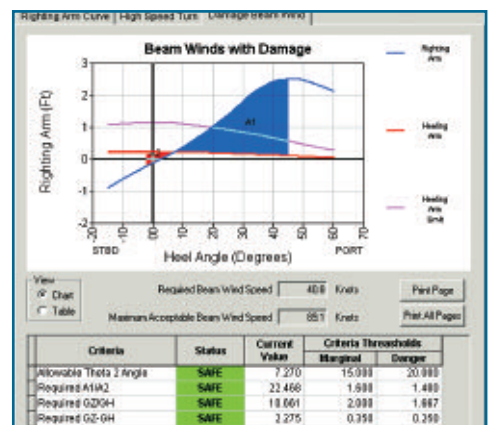 Righting Arm Curve | High Speed Turn | Damage Beam Wind
Beam Winds with Damage
Righting Arm (Ft)
3
2
1
0
-1
-2
A1
-20
-10
00
10
20
30
40
50
60
70
STBD
PORT
Heel Angle (Degrees)
Righting Arm
Heeling Arm
Heeling Arm Limit
View
Chart
Table
Required Beam Wind Speed 40.8 Knots
Maximum Acceptable Beam Wind Speed 85.1 Knots
Print Page
Print All Pages
Criteria Status Current Value Criteria Threasholds
Marginal Danger
Allowable Theta 2 Angle SAFE 7.270 15.000 20.000
Required A1/A2 SAFE 22.468 1.600 1.400
Required GZ/GH SAFE 10.661 2.000 1.667
Required GZ-GH SAFE 2.275 0.350 0.250